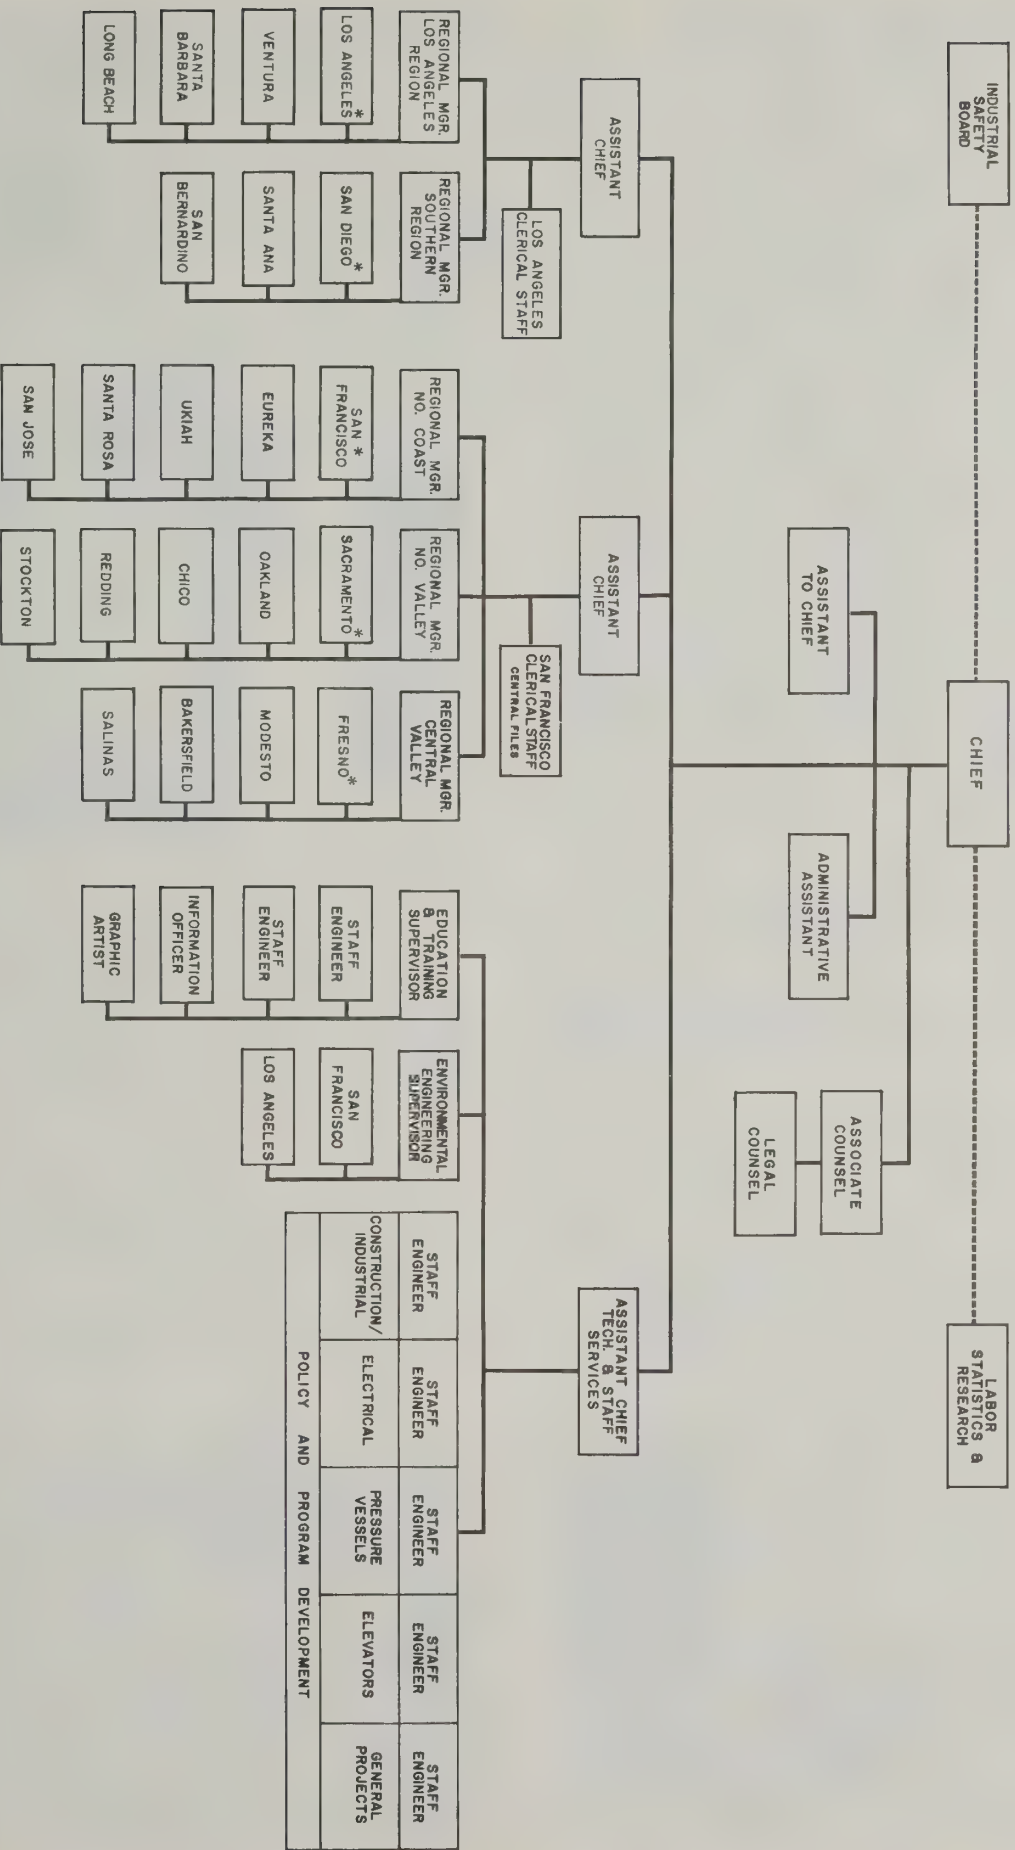 INDUSTRIAL
SAFETY
BOARD
CHIEF
LABOR
STATISTICS &
RESEARCH
ASSISTANT
TO CHIEF
ADMINISTRATIVE
ASSISTANT
ASSOCIATE
COUNSEL
LEGAL
COUNSEL
ASSISTANT
CHIEF
ASSISTANT
CHIEF
ASSISTANT CHIEF
TECH. & STAFF
SERVICES
LOS ANGELES
CLERICAL STAFF
SAN FRANCISCO
CLERICAL STAFF
CENTRAL FILES
REGIONAL MGR.
LOS ANGELES
REGION
LOS ANGELES*
VENTURA
SANTA
BARBARA
LONG BEACH
REGIONAL MGR.
SOUTHERN
REGION
SAN DIEGO*
SANTA ANA
SAN
BERNARDINO
REGIONAL MGR.
NO. COAST
SAN *
FRANCISCO
EUREKA
UKIAH
SANTA ROSA
SAN JOSE
REGIONAL MGR.
NO. VALLEY
SACRAMENTO*
OAKLAND
CHICO
REDDING
STOCKTON
REGIONAL MGR.
CENTRAL
VALLEY
FRESNO*
MODESTO
BAKERSFIELD
SALINAS
EDUCATION
& TRAINING
SUPERVISOR
STAFF
ENGINEER
STAFF
ENGINEER
INFORMATION
OFFICER
GRAPHIC
ARTIST
ENVIRONMENTAL
ENGINEERING
SUPERVISOR
SAN
FRANCISCO
LOS ANGELES
STAFF
ENGINEER
CONSTRUCTION/
INDUSTRIAL
STAFF
ENGINEER
ELECTRICAL
STAFF
ENGINEER
PRESSURE
VESSELS
STAFF
ENGINEER
ELEVATORS
STAFF
ENGINEER
GENERAL
PROJECTS
POLICY AND PROGRAM DEVELOPMENT